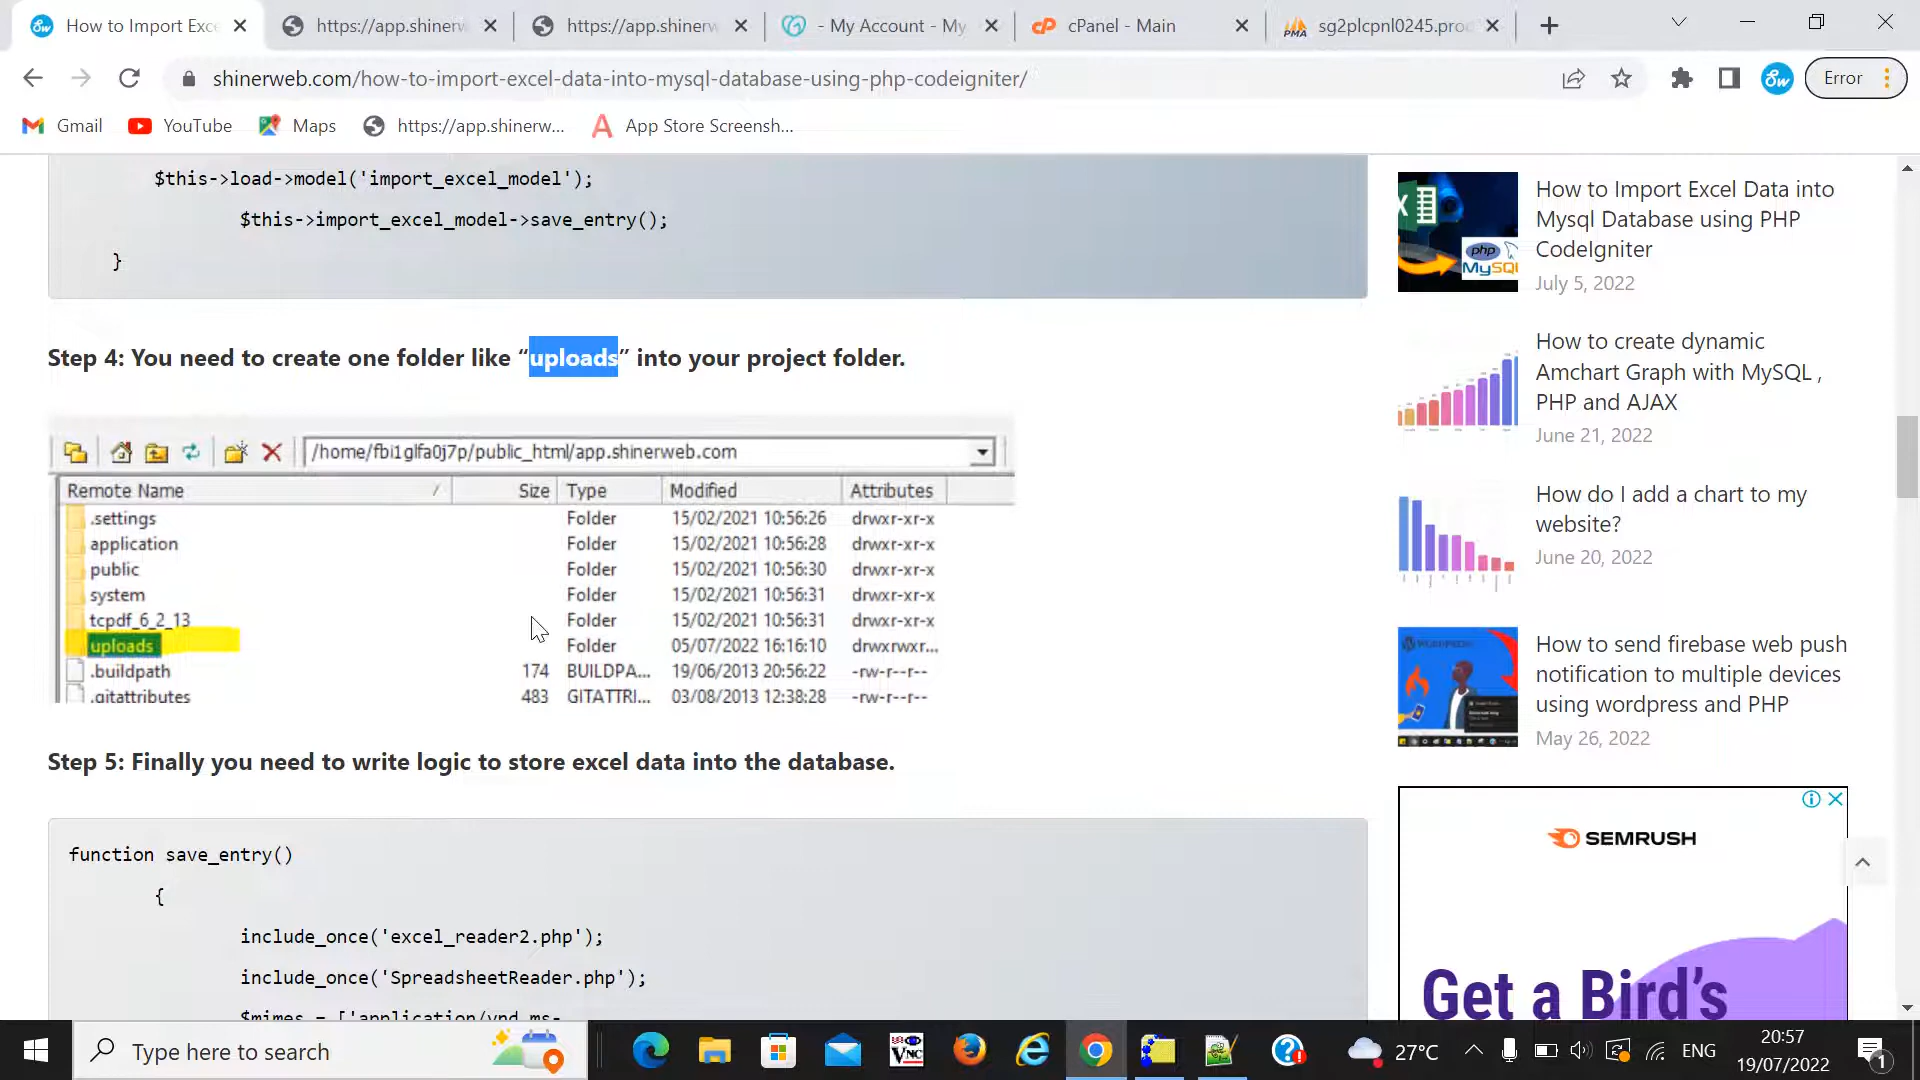 How to Import Exce
https://app.shinerw
https://app.shinerw
- My Account - My
cPanel - Main
sg2plcpnl0245.prod
shinerweb.com/how-to-import-excel-data-into-mysql-database-using-php-codeigniter/
Error
Gmail
YouTube
Maps
https://app.shinerw...
App Store Screensh...
$this->load->model('import_excel_model');
$this->import_excel_model->save_entry();
}
Step 4: You need to create one folder like “uploads” into your project folder.
/home/fbi1glfa0j7p/public_html/app.shinerweb.com
Remote Name / Size Type Modified Attributes
.settings Folder 15/02/2021 10:56:26 drwxr-xr-x
application Folder 15/02/2021 10:56:28 drwxr-xr-x
public Folder 15/02/2021 10:56:30 drwxr-xr-x
system Folder 15/02/2021 10:56:31 drwxr-xr-x
tcpdf_6_2_13 Folder 15/02/2021 10:56:31 drwxr-xr-x
uploads Folder 05/07/2022 16:16:10 drwxrwxr...
.buildpath 174 BUILDPA... 19/06/2013 20:56:22 -rw-r--r--
.gitattributes 483 GITATTRI... 03/08/2013 12:38:28 -rw-r--r--
Step 5: Finally you need to write logic to store excel data into the database.
function save_entry()
{
include_once('excel_reader2.php');
include_once('SpreadsheetReader.php');
$mimes = ['application/vnd.ms-
php
MySQL
How to Import Excel Data into
Mysql Database using PHP
CodeIgniter
July 5, 2022
How to create dynamic
Amchart Graph with MySQL ,
PHP and AJAX
June 21, 2022
How do I add a chart to my
website?
June 20, 2022
WORDPRESS
How to send firebase web push
notification to multiple devices
using wordpress and PHP
May 26, 2022
SEMRUSH
Get a Bird's
Type here to search
27°C
ENG
20:57
19/07/2022
1